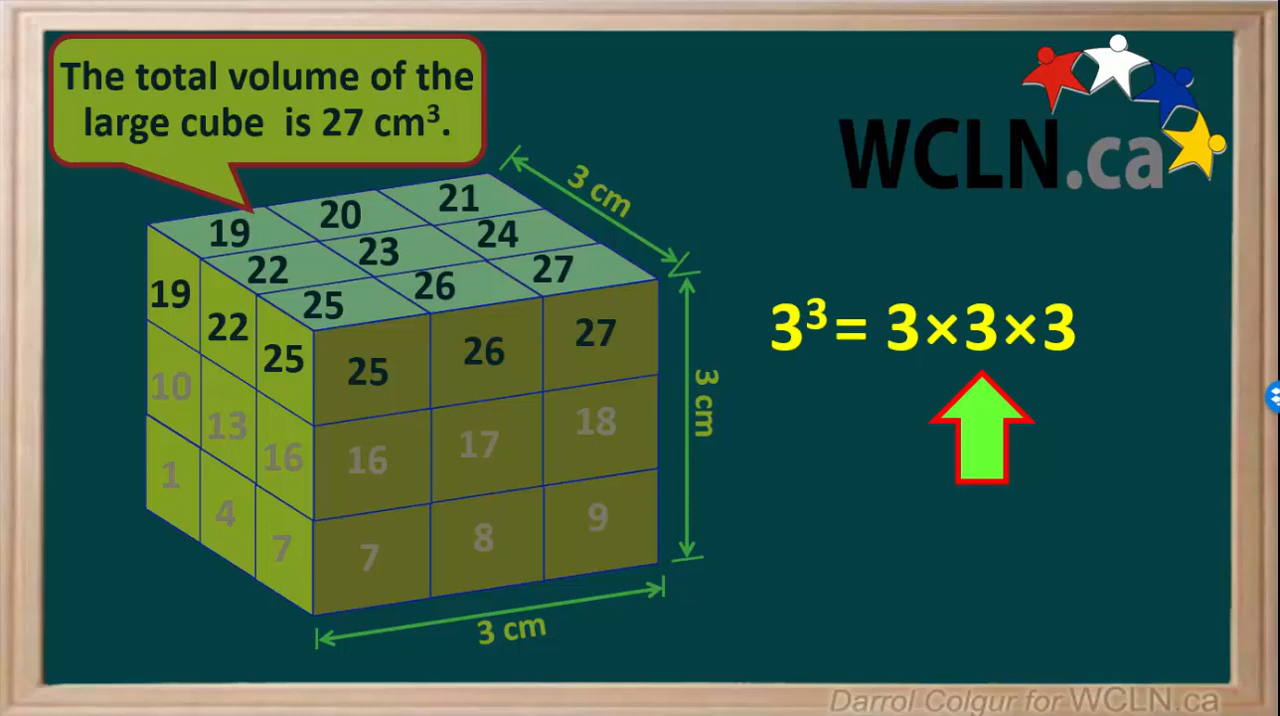 The total volume of the
large cube is 27 cm³.
WCLN.ca
3 cm
19 20 21
22 23 24
25 26 27
19 22 25
25 26 27
10 13 16
16 17 18
1 4 7
7 8 9
3 cm
3 cm
3³ = 3×3×3
Darrol Colgur for WCLN.ca